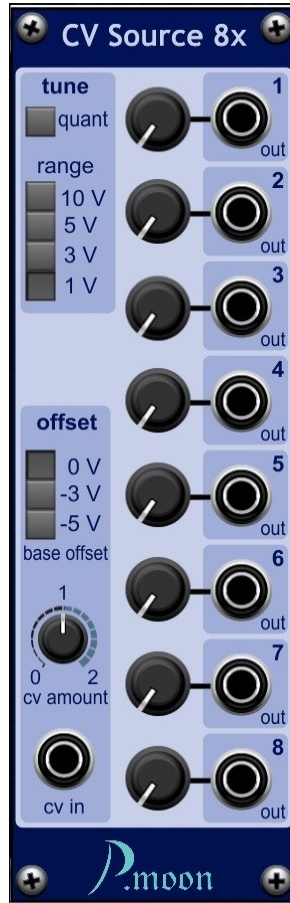 CV Source 8x
tune
quant
range
10 V
5 V
3 V
1 V
offset
0 V
-3 V
-5 V
base offset
1
0 2
cv amount
cv in
1
out
2
out
3
out
4
out
5
out
6
out
7
out
8
out
P.moon